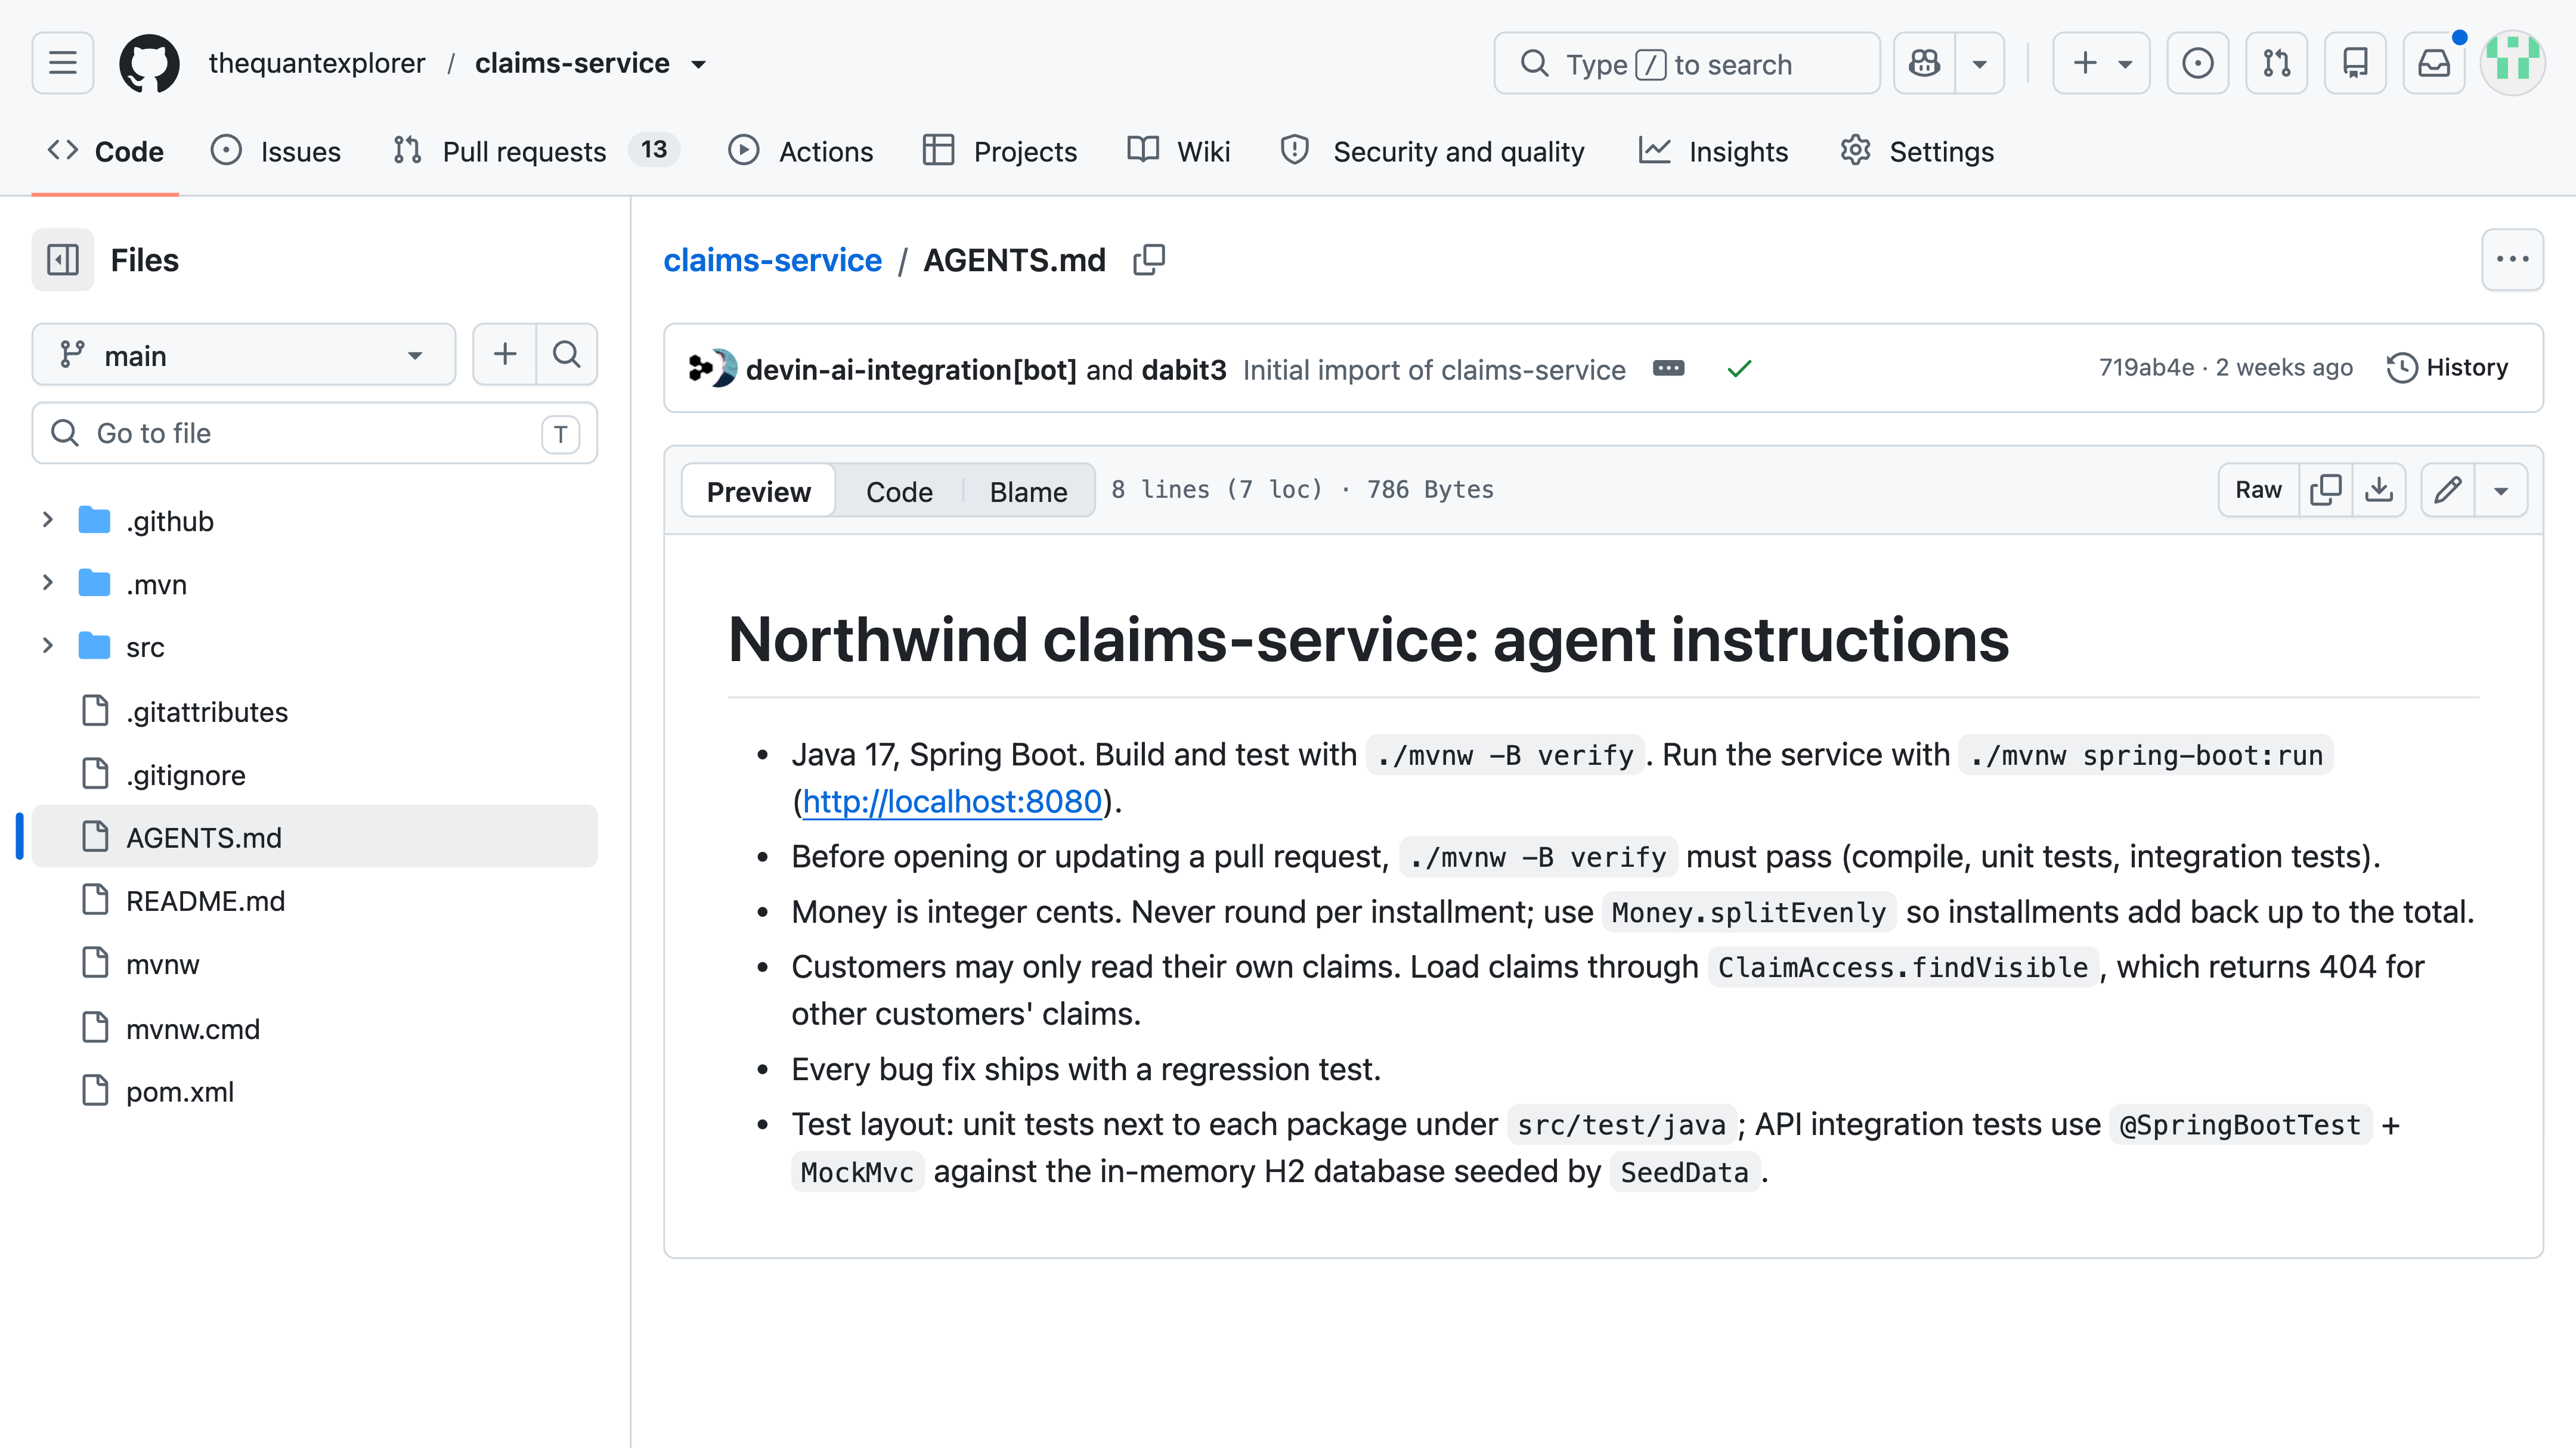 thequantexplorer / claims-service
Type / to search
Code
Issues
Pull requests 13
Actions
Projects
Wiki
Security and quality
Insights
Settings
Files
main
Go to file
T
.github
.mvn
src
.gitattributes
.gitignore
AGENTS.md
README.md
mvnw
mvnw.cmd
pom.xml
claims-service / AGENTS.md
devin-ai-integration[bot] and dabit3 Initial import of claims-service
719ab4e · 2 weeks ago
History
Preview
Code
Blame
8 lines (7 loc) · 786 Bytes
Raw
Northwind claims-service: agent instructions
• Java 17, Spring Boot. Build and test with ./mvnw -B verify. Run the service with ./mvnw spring-boot:run
(http://localhost:8080).
• Before opening or updating a pull request, ./mvnw -B verify must pass (compile, unit tests, integration tests).
• Money is integer cents. Never round per installment; use Money.splitEvenly so installments add back up to the total.
• Customers may only read their own claims. Load claims through ClaimAccess.findVisible, which returns 404 for
other customers' claims.
• Every bug fix ships with a regression test.
• Test layout: unit tests next to each package under src/test/java; API integration tests use @SpringBootTest +
MockMvc against the in-memory H2 database seeded by SeedData.